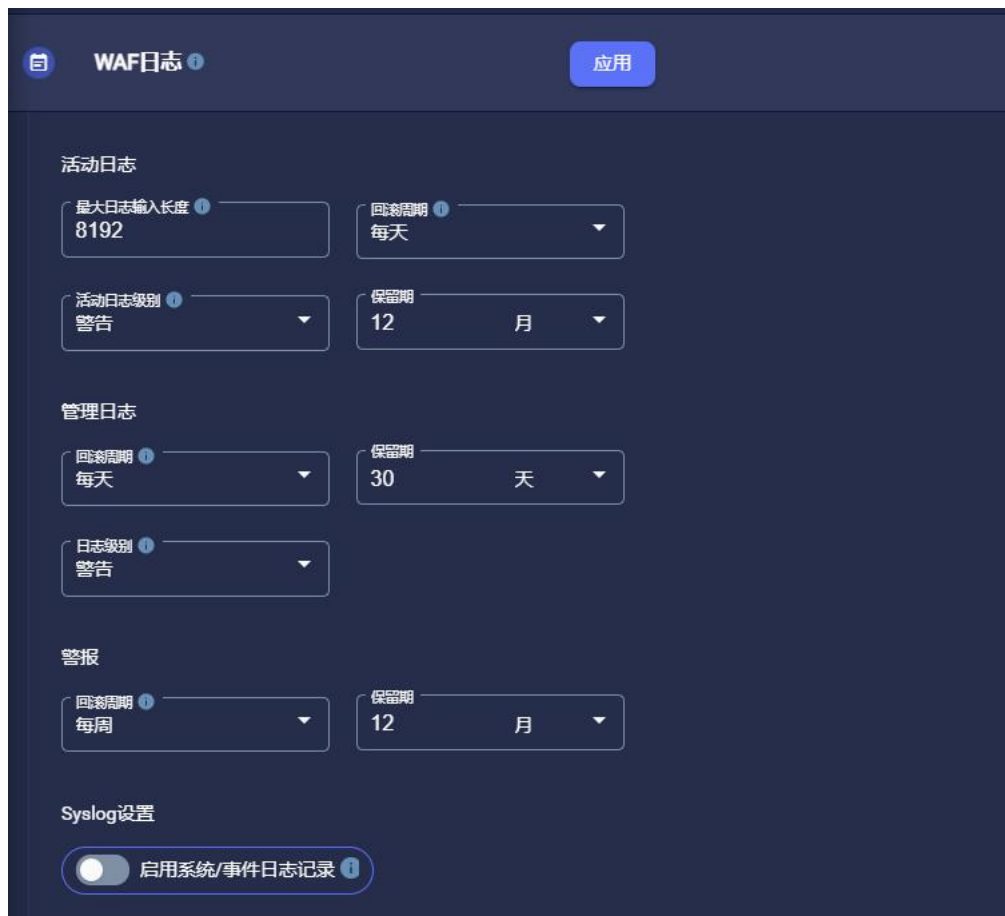 WAF日志
应用
活动日志
最大日志输入长度
8192
回滚周期
每天
活动日志级别
警告
保留期
12 月
管理日志
回滚周期
每天
保留期
30 天
日志级别
警告
警报
回滚周期
每周
保留期
12 月
Syslog设置
启用系统/事件日志记录